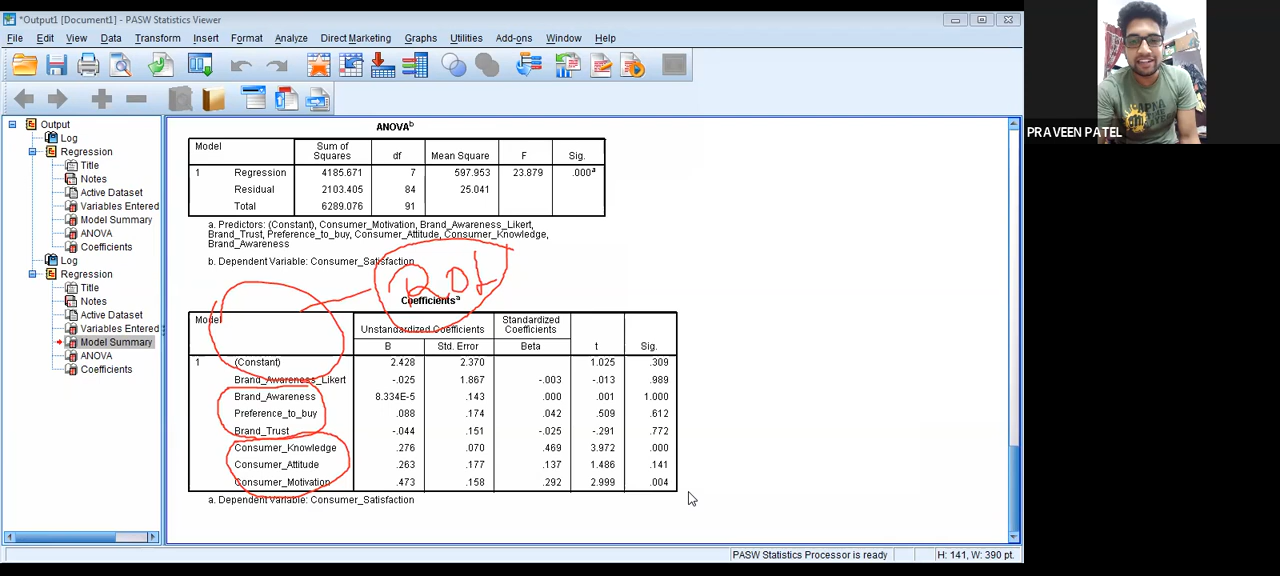 *Output1 [Document1] - PASW Statistics Viewer
File Edit View Data Transform Insert Format Analyze Direct Marketing Graphs Utilities Add-ons Window Help
Output
Log
Regression
Title
Notes
Active Dataset
Variables Entered
Model Summary
ANOVA
Coefficients
Log
Regression
Title
Notes
Active Dataset
Variables Entered
Model Summary
ANOVA
Coefficients
ANOVAb
Model Sum of Squares df Mean Square F Sig.
1 Regression 4185.671 7 597.953 23.879 .000a
Residual 2103.405 84 25.041
Total 6289.076 91
a. Predictors: (Constant), Consumer_Motivation, Brand_Awareness_Likert,
Brand_Trust, Preference_to_buy, Consumer_Attitude, Consumer_Knowledge,
Brand_Awareness
b. Dependent Variable: Consumer_Satisfaction
Coefficientsa
Model Unstandardized Coefficients Standardized Coefficients t Sig.
B Std. Error Beta
1 (Constant) 2.428 2.370 1.025 .309
Brand_Awareness_Likert -.025 1.867 -.003 -.013 .989
Brand_Awareness 8.334E-5 .143 .000 .001 1.000
Preference_to_buy .088 .174 .042 .509 .612
Brand_Trust -.044 .151 -.025 -.291 .772
Consumer_Knowledge .276 .070 .469 3.972 .000
Consumer_Attitude .263 .177 .137 1.486 .141
Consumer_Motivation .473 .158 .292 2.999 .004
a. Dependent Variable: Consumer_Satisfaction
PASW Statistics Processor is ready H: 141, W: 390 pt.
PRAVEEN PATEL
APNA